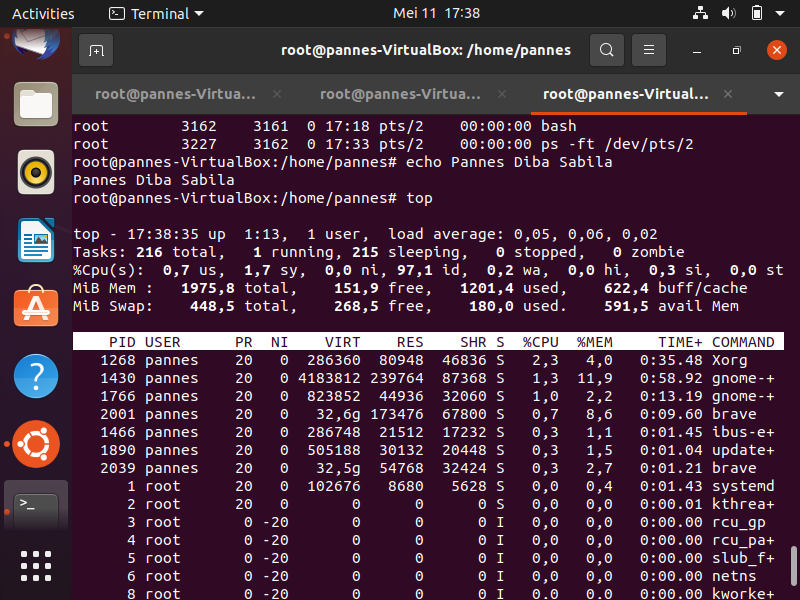 Activities Terminal Mei 11 17:38
root@pannes-VirtualBox: /home/pannes
root@pannes-Virtua... root@pannes-Virtua... root@pannes-Virtual...
root 3162 3161 0 17:18 pts/2 00:00:00 bash
root 3227 3162 0 17:33 pts/2 00:00:00 ps -ft /dev/pts/2
root@pannes-VirtualBox:/home/pannes# echo Pannes Diba Sabila
Pannes Diba Sabila
root@pannes-VirtualBox:/home/pannes# top
top - 17:38:35 up 1:13, 1 user, load average: 0,05, 0,06, 0,02
Tasks: 216 total, 1 running, 215 sleeping, 0 stopped, 0 zombie
%Cpu(s): 0,7 us, 1,7 sy, 0,0 ni, 97,1 id, 0,2 wa, 0,0 hi, 0,3 si, 0,0 st
MiB Mem : 1975,8 total, 151,9 free, 1201,4 used, 622,4 buff/cache
MiB Swap: 448,5 total, 268,5 free, 180,0 used. 591,5 avail Mem
PID USER PR NI VIRT RES SHR S %CPU %MEM TIME+ COMMAND
1268 pannes 20 0 286360 80948 46836 S 2,3 4,0 0:35.48 Xorg
1430 pannes 20 0 4183812 239764 87368 S 1,3 11,9 0:58.92 gnome-+
1766 pannes 20 0 823852 44936 32060 S 1,0 2,2 0:13.19 gnome-+
2001 pannes 20 0 32,6g 173476 67800 S 0,7 8,6 0:09.60 brave
1466 pannes 20 0 286748 21512 17232 S 0,3 1,1 0:01.45 ibus-e+
1890 pannes 20 0 505188 30132 20448 S 0,3 1,5 0:01.04 update+
2039 pannes 20 0 32,5g 54768 32424 S 0,3 2,7 0:01.21 brave
1 root 20 0 102676 8680 5628 S 0,0 0,4 0:01.43 systemd
2 root 20 0 0 0 0 S 0,0 0,0 0:00.01 kthrea+
3 root 0 -20 0 0 0 I 0,0 0,0 0:00.00 rcu_gp
4 root 0 -20 0 0 0 I 0,0 0,0 0:00.00 rcu_pa+
5 root 0 -20 0 0 0 I 0,0 0,0 0:00.00 slub_f+
6 root 0 -20 0 0 0 I 0,0 0,0 0:00.00 netns
8 root 0 -20 0 0 0 I 0,0 0,0 0:00.00 kworke+